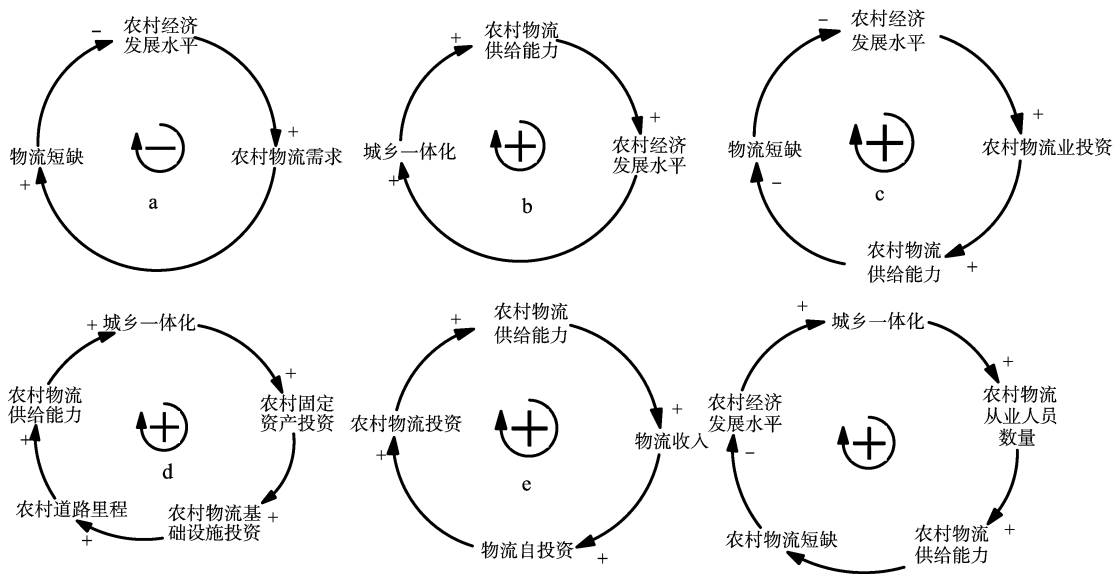 农村经济
发展水平
−
+
农村物流需求
物流短缺
+
−
a
农村物流
供给能力
+
+
农村经济
发展水平
城乡一体化
+
+
b
农村经济
发展水平
−
+
农村物流业投资
物流短缺
−
+
农村物流
供给能力
+
c
城乡一体化
+
+
农村固定
资产投资
农村物流
供给能力
+
+
农村道路里程
+
农村物流基
础设施投资
+
d
农村物流
供给能力
+
+
物流收入
农村物流投资
+
+
物流自投资
+
e
城乡一体化
+
+
农村物流
从业人员
数量
农村经济
发展水平
−
+
农村物流短缺
农村物流
供给能力
+